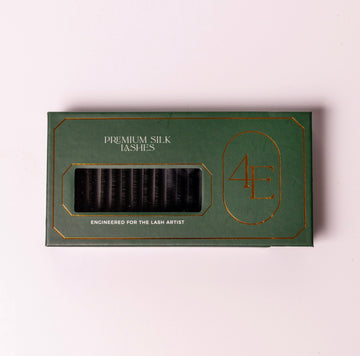 PREMIUM SILK
LASHES
4E
ENGINEERED FOR THE LASH ARTIST